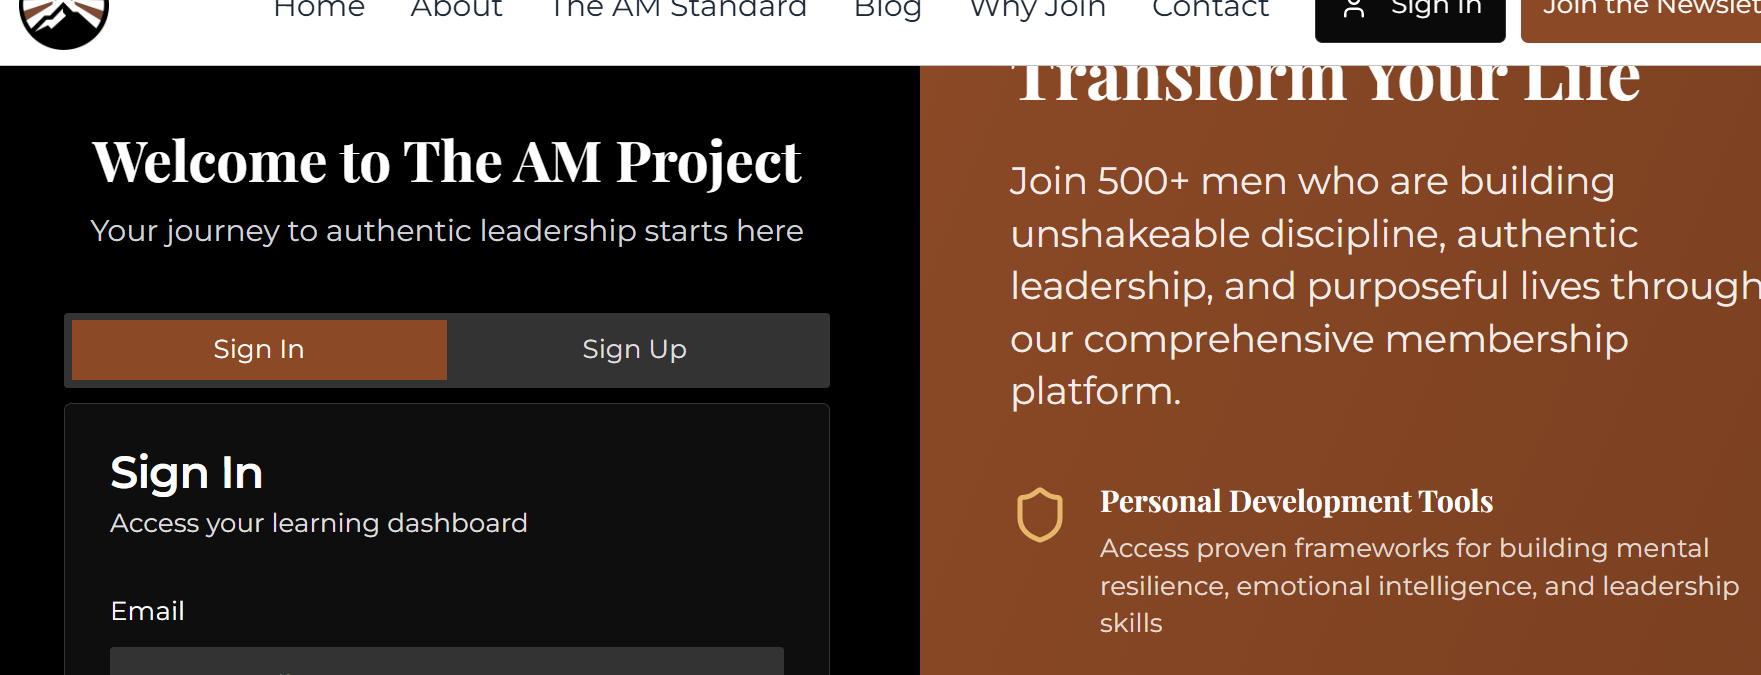 Home About The AM Standard Blog Why Join Contact Sign In Join the Newslet
Welcome to The AM Project
Your journey to authentic leadership starts here
Sign In Sign Up
Sign In
Access your learning dashboard
Email
Transform Your Life
Join 500+ men who are building
unshakeable discipline, authentic
leadership, and purposeful lives through
our comprehensive membership
platform.
Personal Development Tools
Access proven frameworks for building mental
resilience, emotional intelligence, and leadership
skills